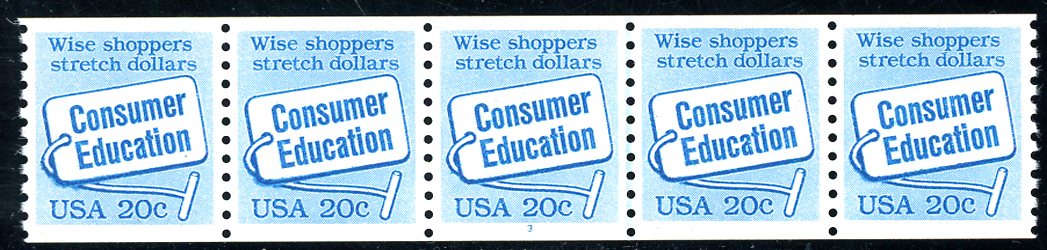 Wise shoppers Wise shoppers Wise shoppers Wise shoppers Wise shoppers
stretch dollars stretch dollars stretch dollars stretch dollars stretch dollars
Consumer Consumer Consumer Consumer Consumer
Education Education Education Education Education
USA 20c USA 20c USA 20c USA 20c USA 20c
3